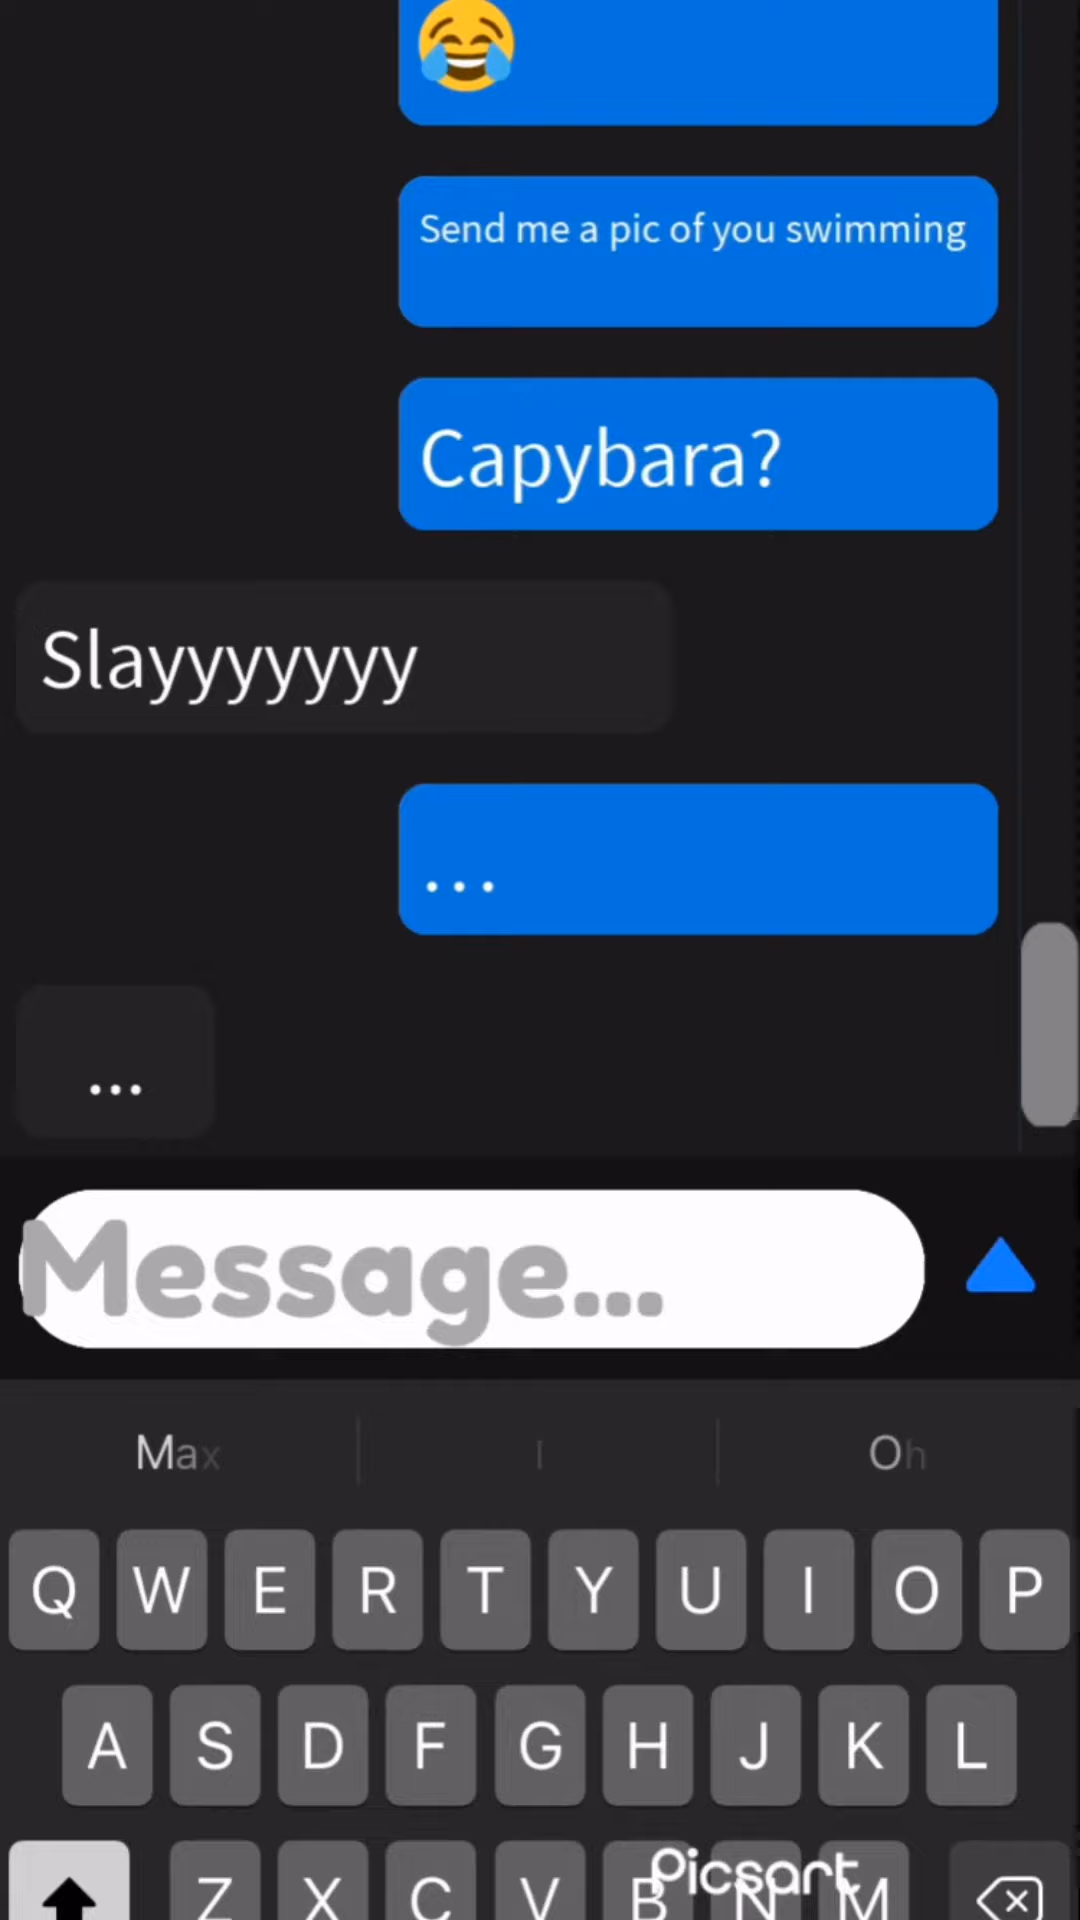 😂
Send me a pic of you swimming
Capybara?
Slayyyyyyy
...
...
Message...
Max I Oh
Q W E R T Y U I O P
A S D F G H J K L
Z X C V B N M
Picsart